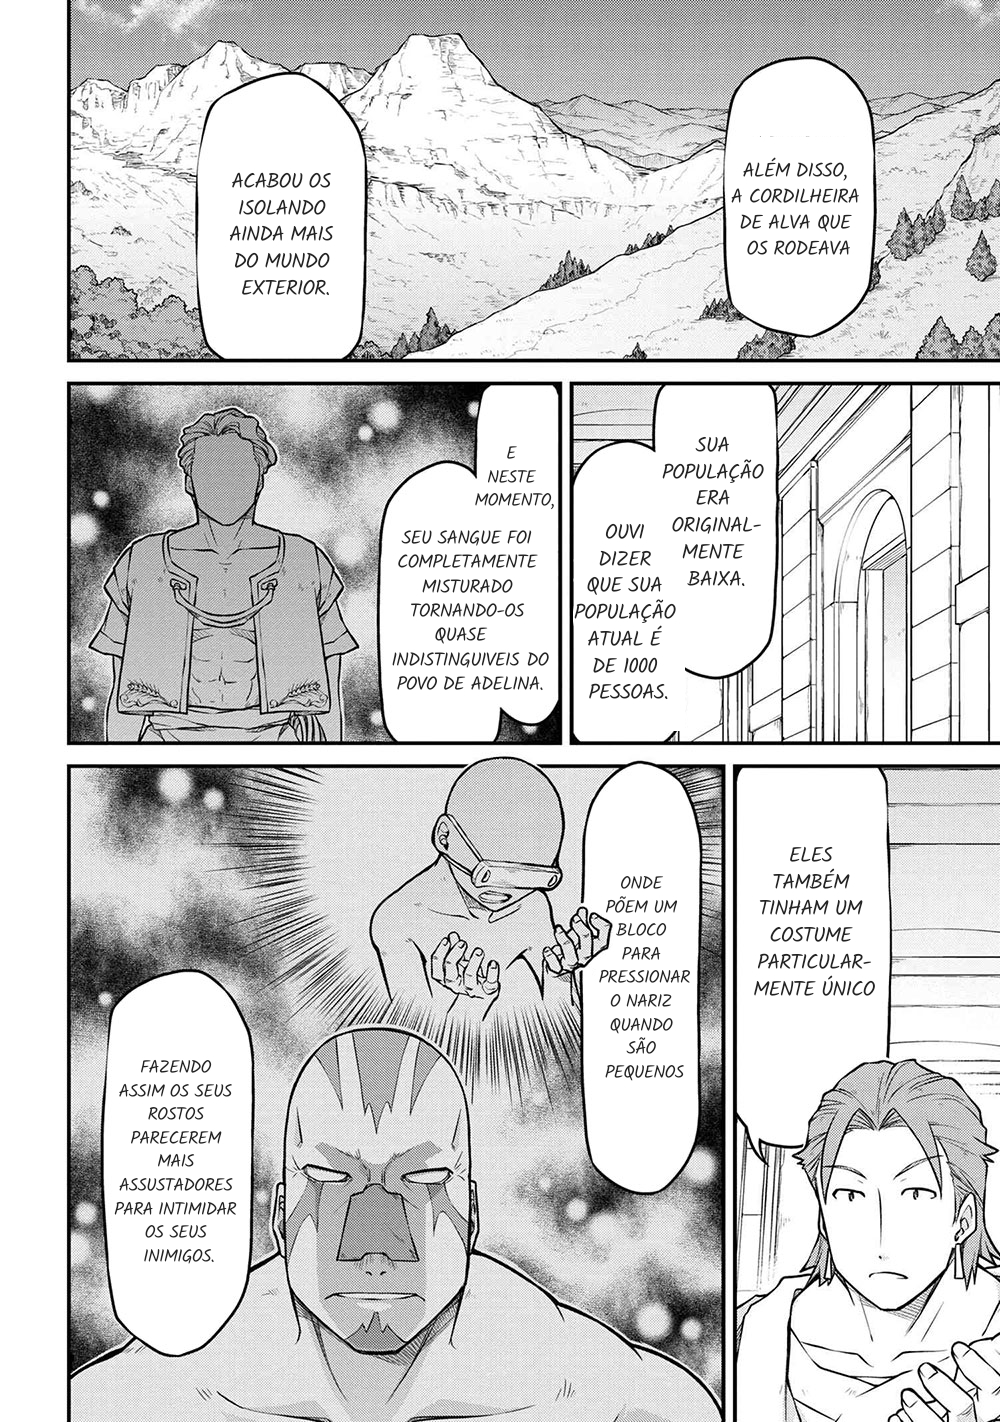 ALÉM DISSO,
A CORDILHEIRA
DE ALVA QUE
OS RODEAVA
ACABOU OS
ISOLANDO
AINDA MAIS
DO MUNDO
EXTERIOR.
SUA
POPULAÇÃO
ERA
ORIGINAL-
MENTE
BAIXA.
OUVI
DIZER
QUE SUA
POPULAÇÃO
ATUAL É
DE 1000
PESSOAS.
E
NESTE
MOMENTO,
SEU SANGUE FOI
COMPLETAMENTE
MISTURADO
TORNANDO-OS
QUASE
INDISTINGUIVEIS DO
POVO DE ADELINA.
ELES
TAMBÉM
TINHAM UM
COSTUME
PARTICULAR-
MENTE ÚNICO
ONDE
PÕEM UM
BLOCO
PARA
PRESSIONAR
O NARIZ
QUANDO
SÃO
PEQUENOS
FAZENDO
ASSIM OS SEUS
ROSTOS
PARECEREM
MAIS
ASSUSTADORES
PARA INTIMIDAR
OS SEUS
INIMIGOS.